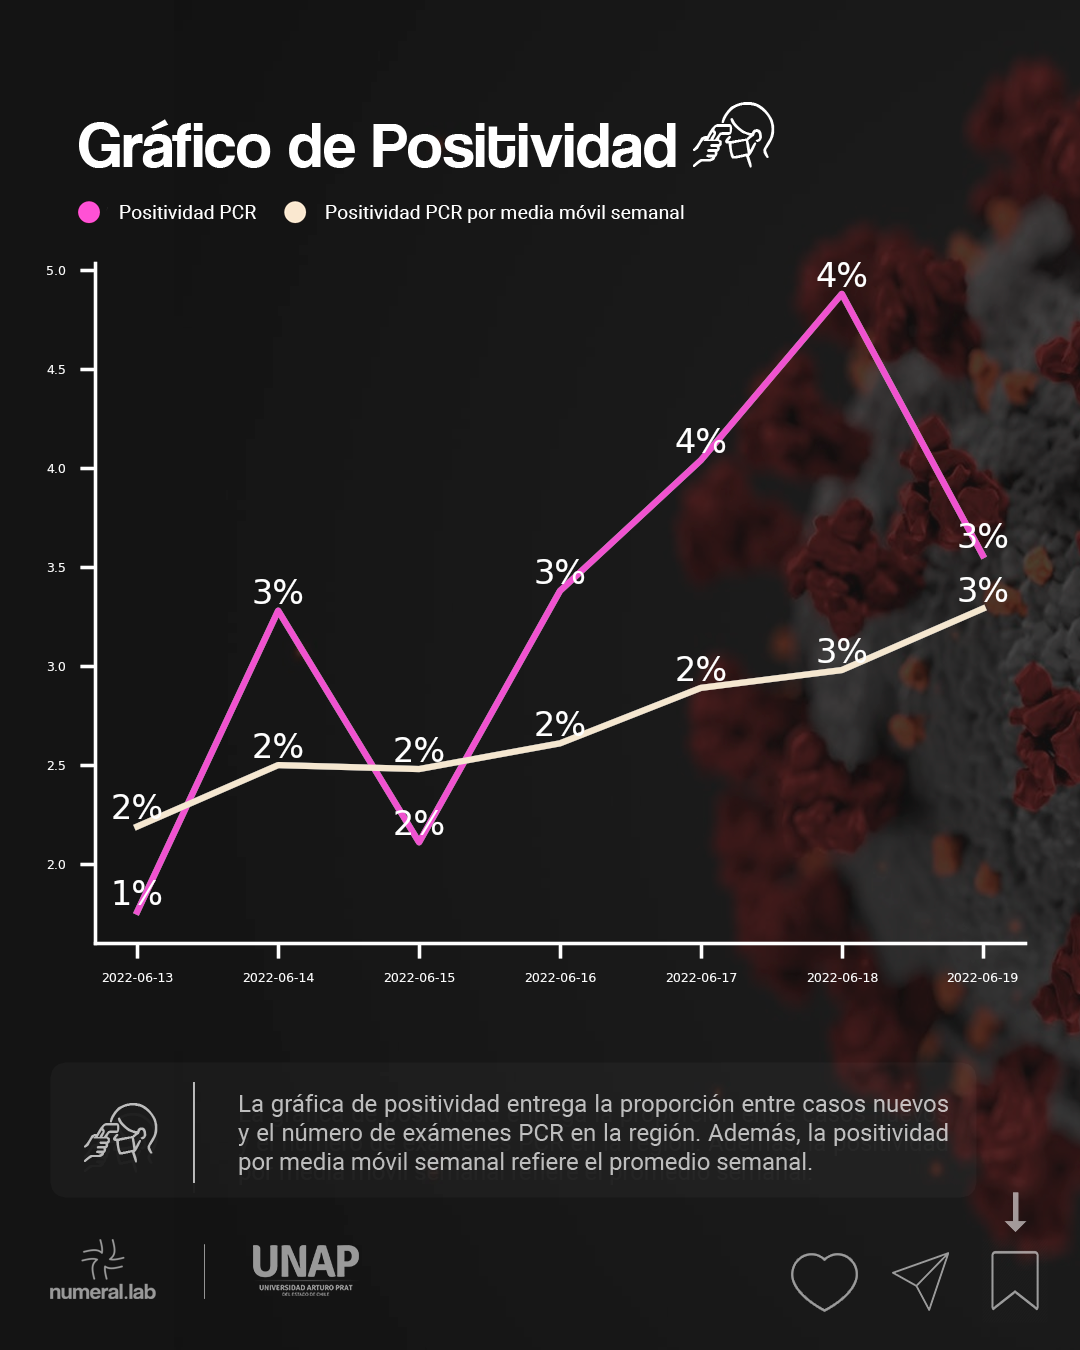 Gráfico de Positividad
Positividad PCR
Positividad PCR por media móvil semanal
5.0
4.5
4.0
3.5
3.0
2.5
2.0
4%
4%
3%
3%
3%
3%
3%
2%
2%
2%
2%
2%
2%
1%
2022-06-13
2022-06-14
2022-06-15
2022-06-16
2022-06-17
2022-06-18
2022-06-19
La gráfica de positividad entrega la proporción entre casos nuevos
y el número de exámenes PCR en la región. Además, la positividad
por media móvil semanal refiere el promedio semanal.
numeral.lab
UNAP
UNIVERSIDAD ARTURO PRAT
DEL ESTADO DE CHILE